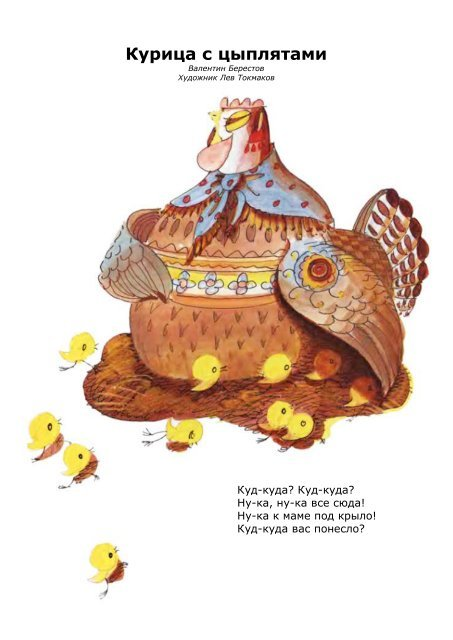 Курица с цыплятами
Валентин Берестов
Художник Лев Токмаков
Куд-куда? Куд-куда?
Ну-ка, ну-ка все сюда!
Ну-ка к маме под крыло!
Куд-куда вас понесло?